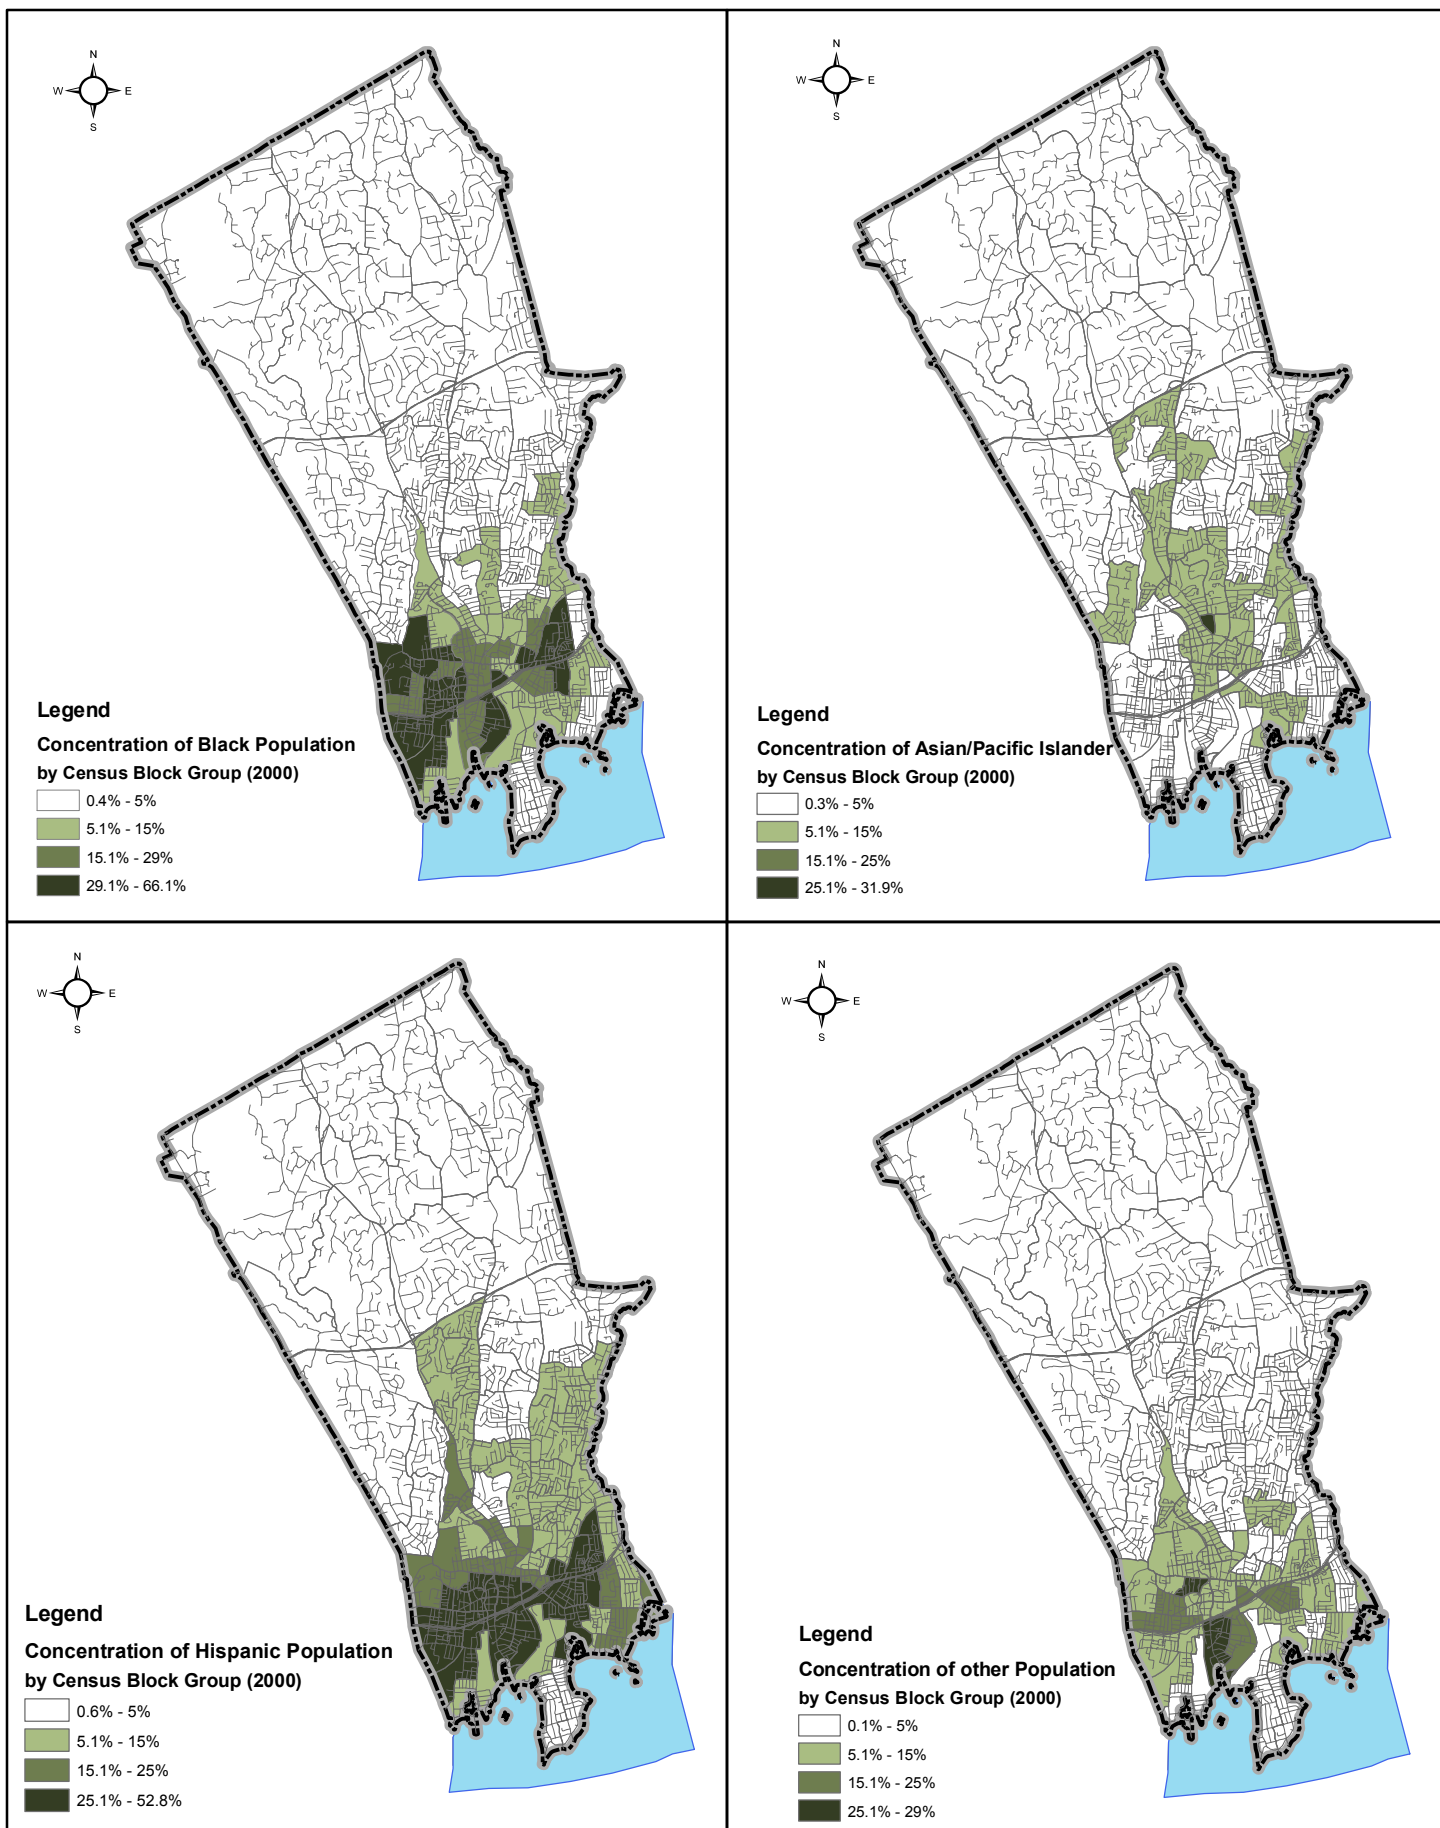 N
W E
S
Legend
Concentration of Black Population
by Census Block Group (2000)
0.4% - 5%
5.1% - 15%
15.1% - 29%
29.1% - 66.1%
N
W E
S
Legend
Concentration of Asian/Pacific Islander
by Census Block Group (2000)
0.3% - 5%
5.1% - 15%
15.1% - 25%
25.1% - 31.9%
N
W E
S
Legend
Concentration of Hispanic Population
by Census Block Group (2000)
0.6% - 5%
5.1% - 15%
15.1% - 25%
25.1% - 52.8%
N
W E
S
Legend
Concentration of other Population
by Census Block Group (2000)
0.1% - 5%
5.1% - 15%
15.1% - 25%
25.1% - 29%